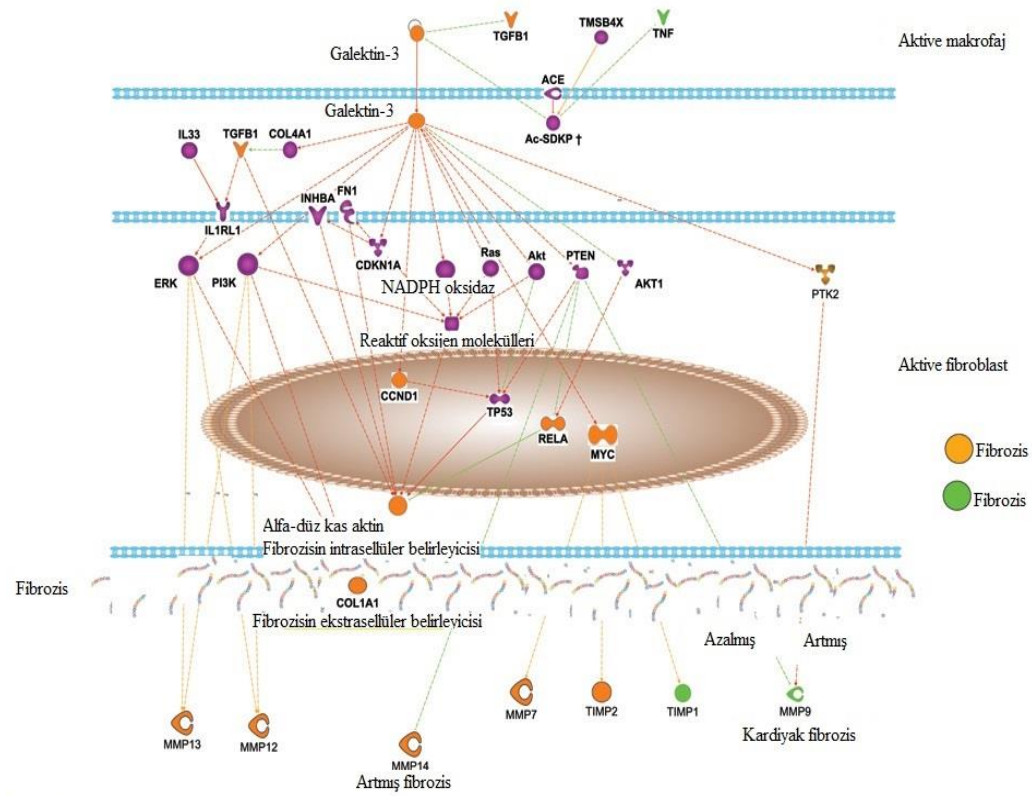 TGFB1
TMSB4X
TNF
Aktive makrofaj
Galektin-3
ACE
Galektin-3
Ac-SDKP †
IL33
TGFB1
COL4A1
INHBA
FN1
IL1RL1
CDKN1A
Ras
Akt
PTEN
ERK
PI3K
NADPH oksidaz
AKT1
PTK2
Reaktif oksijen molekülleri
Aktive fibroblast
CCND1
TP53
RELA
MYC
Fibrozis
Fibrozis
Alfa-düz kas aktin
Fibrozisin intrasellüler belirleyicisi
Fibrozis
COL1A1
Fibrozisin ekstrasellüler belirleyicisi
Azalmış
Artmış
MMP7
TIMP2
TIMP1
MMP9
Kardiyak fibrozis
MMP13
MMP12
MMP14
Artmış fibrozis